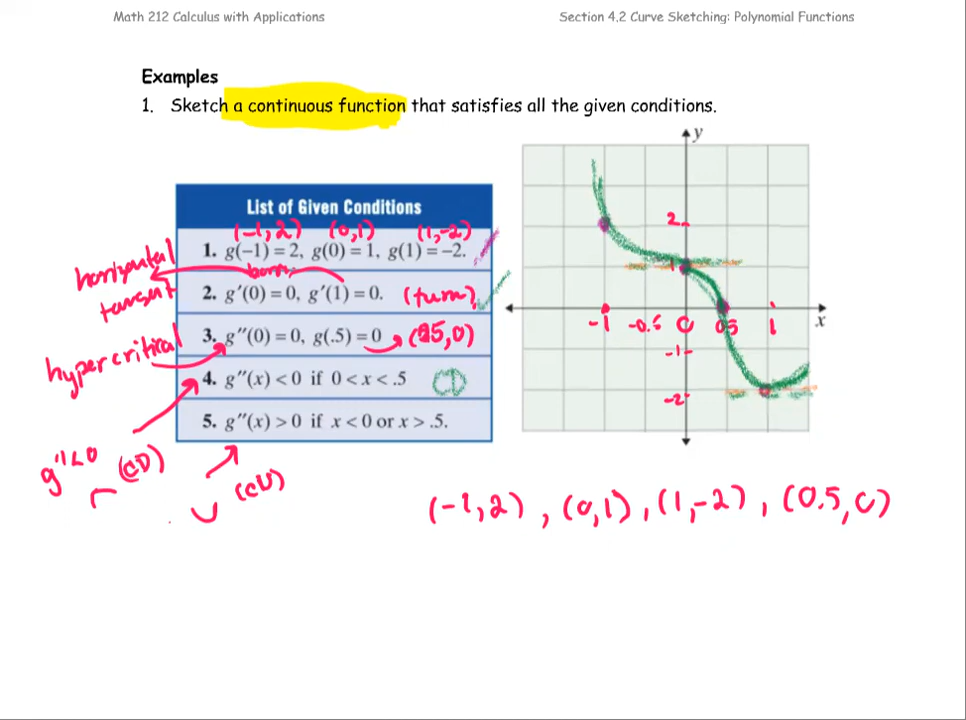 Math 212 Calculus with Applications
Section 4.2 Curve Sketching: Polynomial Functions
Examples
1. Sketch a continuous function that satisfies all the given conditions.
y
List of Given Conditions
(-1,2) (0,1) (1,-2)
1. g(−1) = 2, g(0) = 1, g(1) = −2.
horizontal
tangent
2. g′(0) = 0, g′(1) = 0. (turn)
3. g″(0) = 0, g(.5) = 0
hypercritical
4. g″(x) < 0 if 0 < x < .5 CD
5. g″(x) > 0 if x < 0 or x > .5.
g"<0
(CD)
(CU)
2
1
-1 -0.5 0 0.5 1
x
-1
-2
(-1,2), (0,1), (1,-2), (0.5,0)